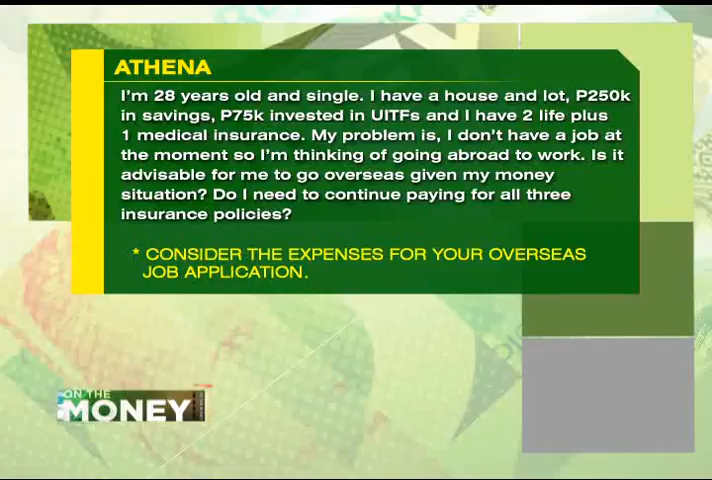 ATHENA
I'm 28 years old and single. I have a house and lot, P250k
in savings, P75k invested in UITFs and I have 2 life plus
1 medical insurance. My problem is, I don't have a job at
the moment so I'm thinking of going abroad to work. Is it
advisable for me to go overseas given my money
situation? Do I need to continue paying for all three
insurance policies?
* CONSIDER THE EXPENSES FOR YOUR OVERSEAS
JOB APPLICATION.
ON THE
MONEY